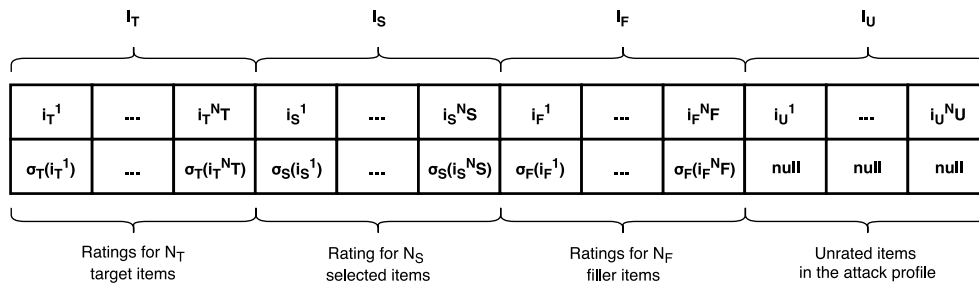 I_T I_S I_F I_U
i_T^1 ... i_T^{N_T} i_S^1 ... i_S^{N_S} i_F^1 ... i_F^{N_F} i_U^1 ... i_U^{N_U}
σ_T(i_T^1) ... σ_T(i_T^{N_T}) σ_S(i_S^1) ... σ_S(i_S^{N_S}) σ_F(i_F^1) ... σ_F(i_F^{N_F}) null null null
Ratings for N_T
target items
Rating for N_S
selected items
Ratings for N_F
filler items
Unrated items
in the attack profile